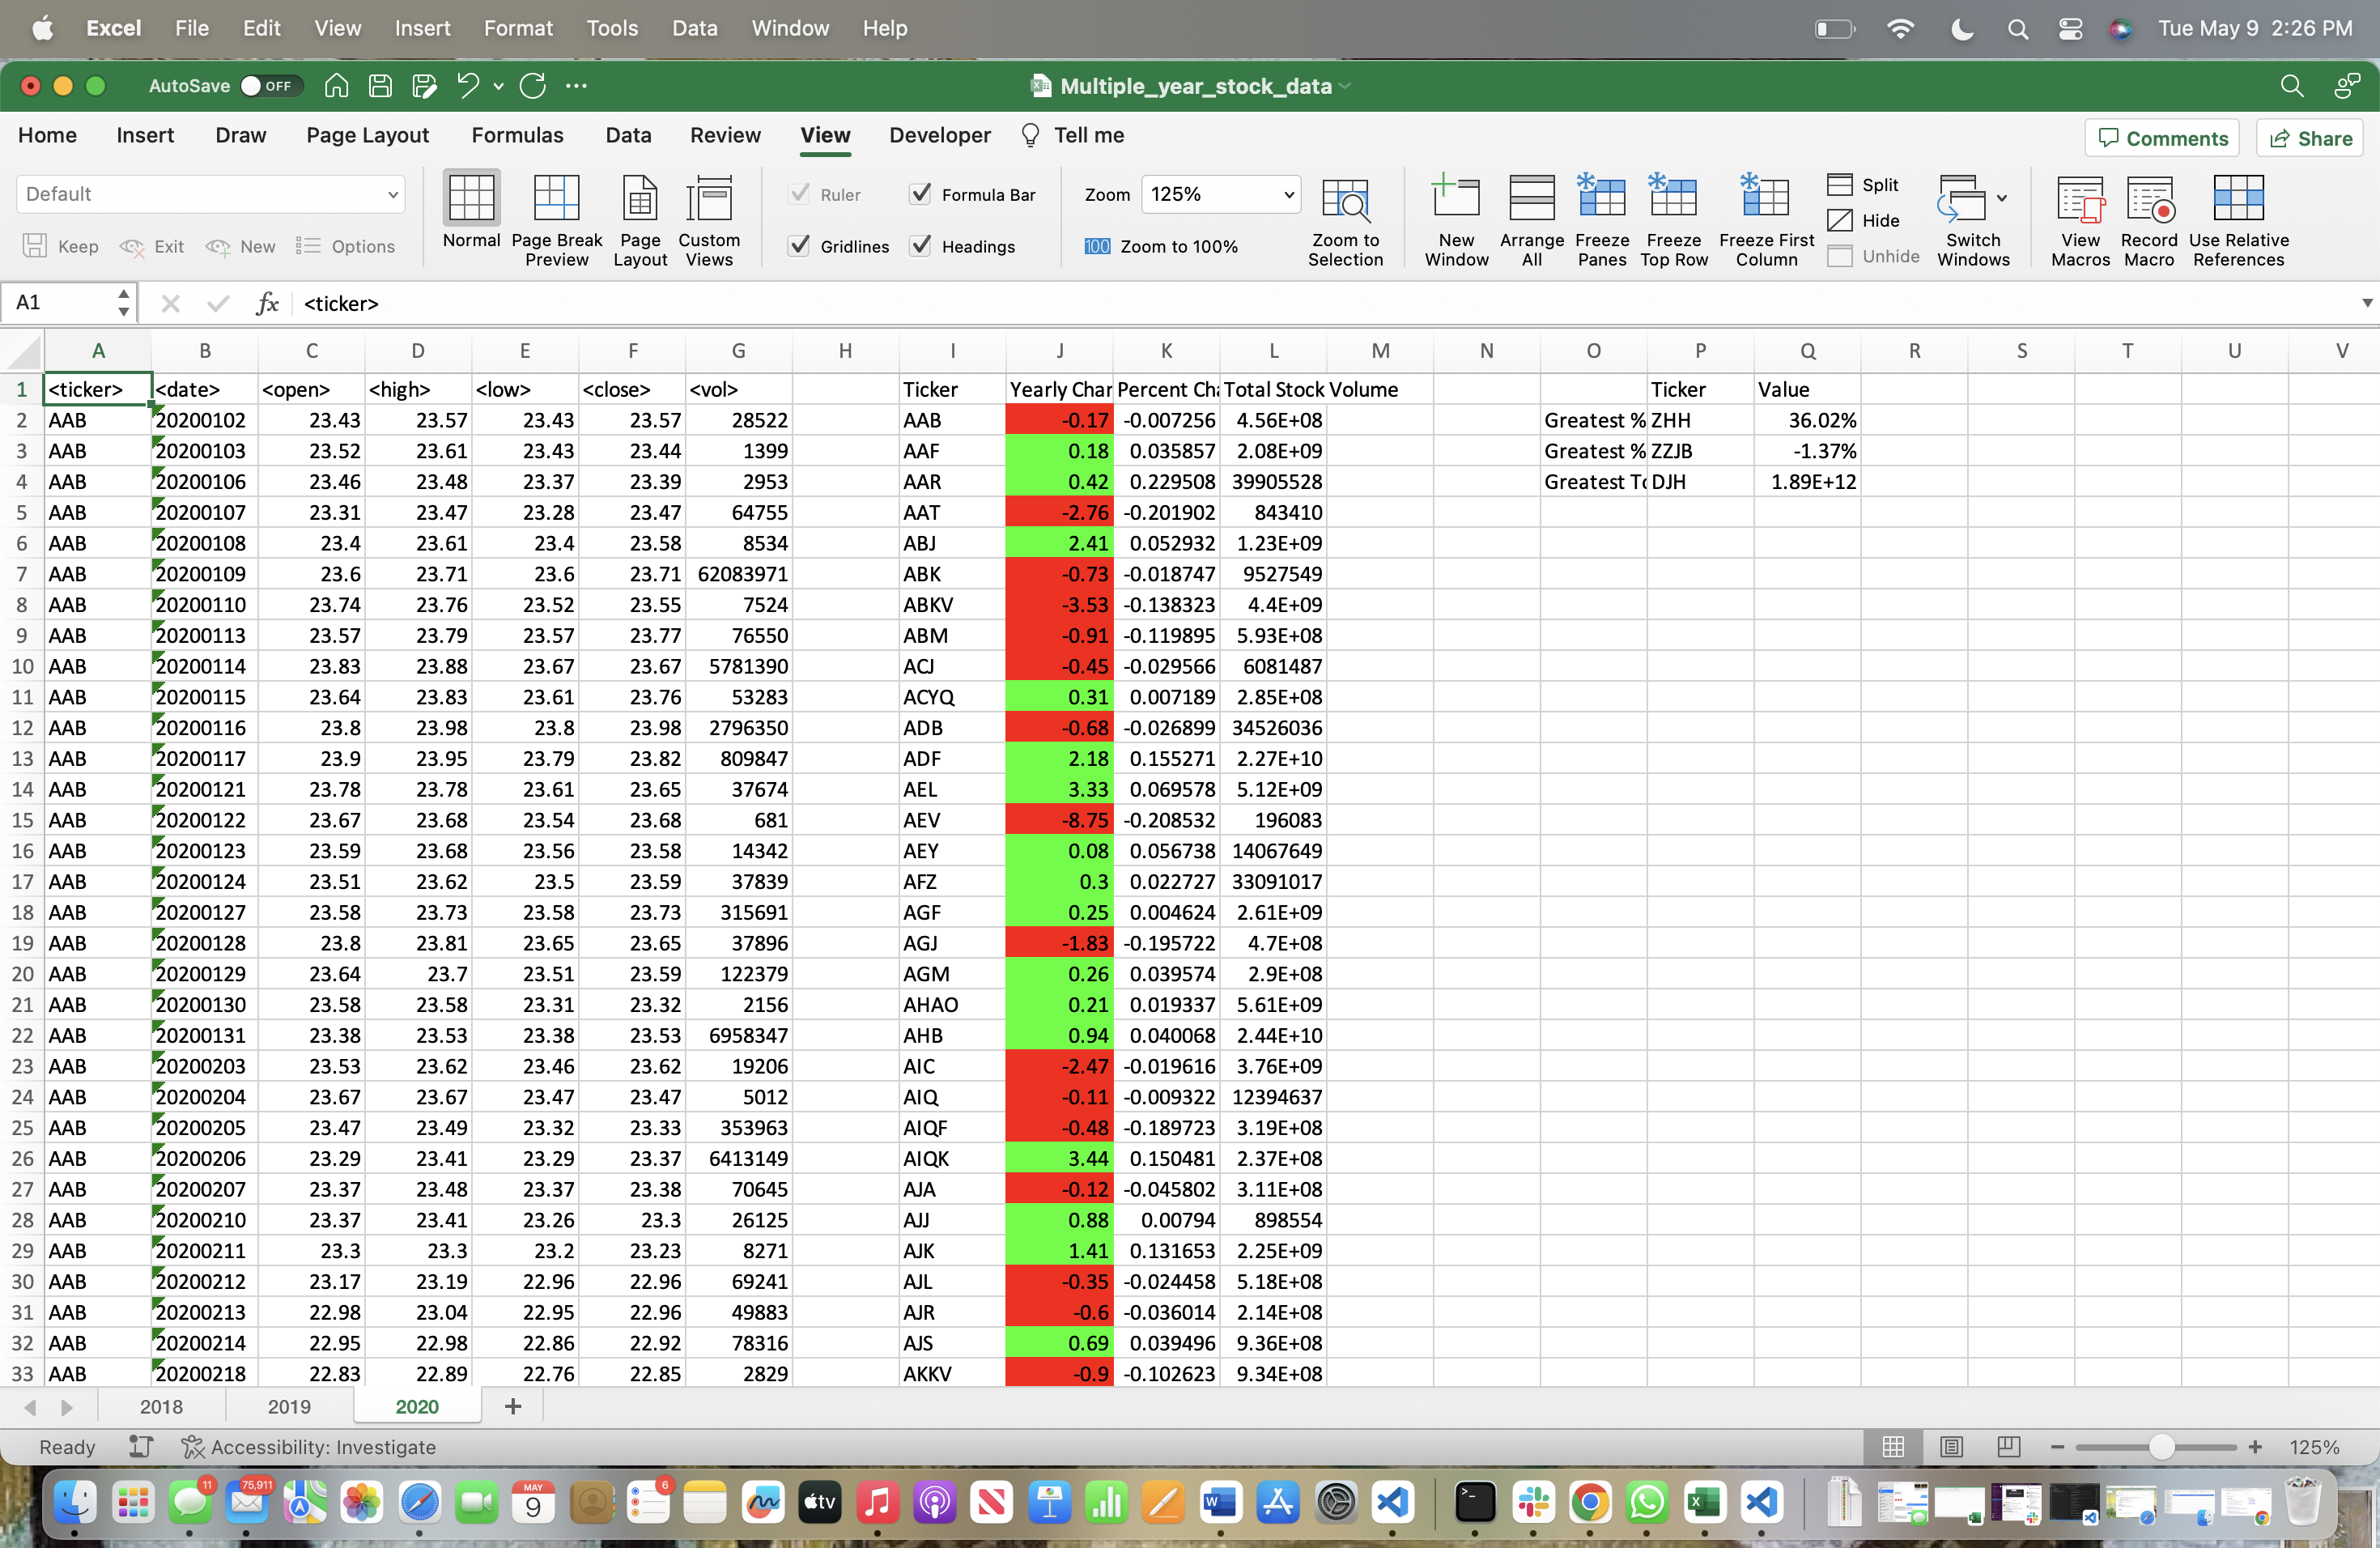 Excel File Edit View Insert Format Tools Data Window Help Tue May 9 2:26 PM
AutoSave OFF Multiple_year_stock_data
Home Insert Draw Page Layout Formulas Data Review View Developer Tell me Comments Share
Default Ruler Formula Bar Zoom 125% Split
Hide
Keep Exit New Options Normal Page Break Preview Page Layout Custom Views Gridlines Headings 100 Zoom to 100% Zoom to Selection New Window Arrange All Freeze Panes Freeze Top Row Freeze First Column Unhide Switch Windows View Macros Record Macro Use Relative References
A1 fx <ticker>
A B C D E F G H I J K L M N O P Q R S T U V
1 <ticker> <date> <open> <high> <low> <close> <vol> Ticker Yearly Char Percent Cha Total Stock Volume Ticker Value
2 AAB 20200102 23.43 23.57 23.43 23.57 28522 AAB -0.17 -0.007256 4.56E+08 Greatest % ZHH 36.02%
3 AAB 20200103 23.52 23.61 23.43 23.44 1399 AAF 0.18 0.035857 2.08E+09 Greatest % ZZJB -1.37%
4 AAB 20200106 23.46 23.48 23.37 23.39 2953 AAR 0.42 0.229508 39905528 Greatest To DJH 1.89E+12
5 AAB 20200107 23.31 23.47 23.28 23.47 64755 AAT -2.76 -0.201902 843410
6 AAB 20200108 23.4 23.61 23.4 23.58 8534 ABJ 2.41 0.052932 1.23E+09
7 AAB 20200109 23.6 23.71 23.6 23.71 62083971 ABK -0.73 -0.018747 9527549
8 AAB 20200110 23.74 23.76 23.52 23.55 7524 ABKV -3.53 -0.138323 4.4E+09
9 AAB 20200113 23.57 23.79 23.57 23.77 76550 ABM -0.91 -0.119895 5.93E+08
10 AAB 20200114 23.83 23.88 23.67 23.67 5781390 ACJ -0.45 -0.029566 6081487
11 AAB 20200115 23.64 23.83 23.61 23.76 53283 ACYQ 0.31 0.007189 2.85E+08
12 AAB 20200116 23.8 23.98 23.8 23.98 2796350 ADB -0.68 -0.026899 34526036
13 AAB 20200117 23.9 23.95 23.79 23.82 809847 ADF 2.18 0.155271 2.27E+10
14 AAB 20200121 23.78 23.78 23.61 23.65 37674 AEL 3.33 0.069578 5.12E+09
15 AAB 20200122 23.67 23.68 23.54 23.68 681 AEV -8.75 -0.208532 196083
16 AAB 20200123 23.59 23.68 23.56 23.58 14342 AEY 0.08 0.056738 14067649
17 AAB 20200124 23.51 23.62 23.5 23.59 37839 AFZ 0.3 0.022727 33091017
18 AAB 20200127 23.58 23.73 23.58 23.73 315691 AGF 0.25 0.004624 2.61E+09
19 AAB 20200128 23.8 23.81 23.65 23.65 37896 AGJ -1.83 -0.195722 4.7E+08
20 AAB 20200129 23.64 23.7 23.51 23.59 122379 AGM 0.26 0.039574 2.9E+08
21 AAB 20200130 23.58 23.58 23.31 23.32 2156 AHAO 0.21 0.019337 5.61E+09
22 AAB 20200131 23.38 23.53 23.38 23.53 6958347 AHB 0.94 0.040068 2.44E+10
23 AAB 20200203 23.53 23.62 23.46 23.62 19206 AIC -2.47 -0.019616 3.76E+09
24 AAB 20200204 23.67 23.67 23.47 23.47 5012 AIQ -0.11 -0.009322 12394637
25 AAB 20200205 23.47 23.49 23.32 23.33 353963 AIQF -0.48 -0.189723 3.19E+08
26 AAB 20200206 23.29 23.41 23.29 23.37 6413149 AIQK 3.44 0.150481 2.37E+08
27 AAB 20200207 23.37 23.48 23.37 23.38 70645 AJA -0.12 -0.045802 3.11E+08
28 AAB 20200210 23.37 23.41 23.26 23.3 26125 AJJ 0.88 0.00794 898554
29 AAB 20200211 23.3 23.3 23.2 23.23 8271 AJK 1.41 0.131653 2.25E+09
30 AAB 20200212 23.17 23.19 22.96 22.96 69241 AJL -0.35 -0.024458 5.18E+08
31 AAB 20200213 22.98 23.04 22.95 22.96 49883 AJR -0.6 -0.036014 2.14E+08
32 AAB 20200214 22.95 22.98 22.86 22.92 78316 AJS 0.69 0.039496 9.36E+08
33 AAB 20200218 22.83 22.89 22.76 22.85 2829 AKKV -0.9 -0.102623 9.34E+08
2018 2019 2020 +
Ready Accessibility: Investigate 125%
11 75,911 MAY 9 6 tv W X